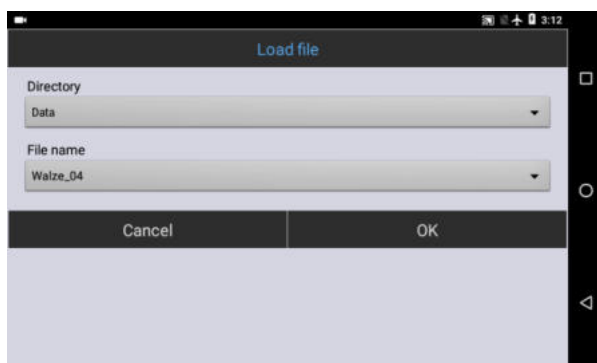 3:12
Load file
Directory
Data
File name
Walze_04
Cancel
OK